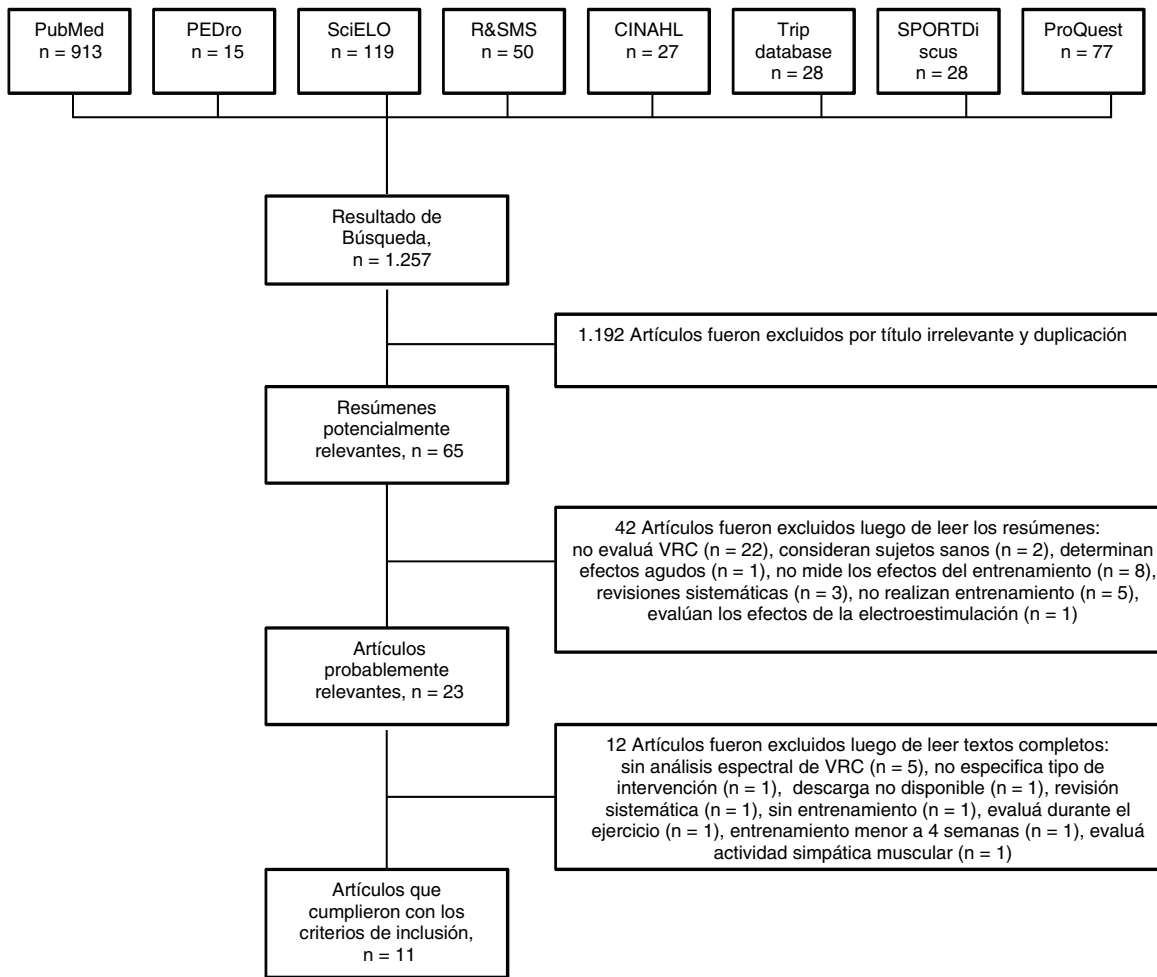 PubMed
n = 913
PEDro
n = 15
SciELO
n = 119
R&SMS
n = 50
CINAHL
n = 27
Trip
database
n = 28
SPORTDi
scus
n = 28
ProQuest
n = 77
Resultado de
Búsqueda,
n = 1.257
1.192 Artículos fueron excluidos por título irrelevante y duplicación
Resúmenes
potencialmente
relevantes, n = 65
42 Artículos fueron excluidos luego de leer los resúmenes:
no evaluá VRC (n = 22), consideran sujetos sanos (n = 2), determinan
efectos agudos (n = 1), no mide los efectos del entrenamiento (n = 8),
revisiones sistemáticas (n = 3), no realizan entrenamiento (n = 5),
evalúan los efectos de la electroestimulación (n = 1)
Artículos
probablemente
relevantes, n = 23
12 Artículos fueron excluidos luego de leer textos completos:
sin análisis espectral de VRC (n = 5), no especifica tipo de
intervención (n = 1), descarga no disponible (n = 1), revisión
sistemática (n = 1), sin entrenamiento (n = 1), evaluá durante el
ejercicio (n = 1), entrenamiento menor a 4 semanas (n = 1), evaluá
actividad simpática muscular (n = 1)
Artículos que
cumplieron con los
criterios de inclusión,
n = 11